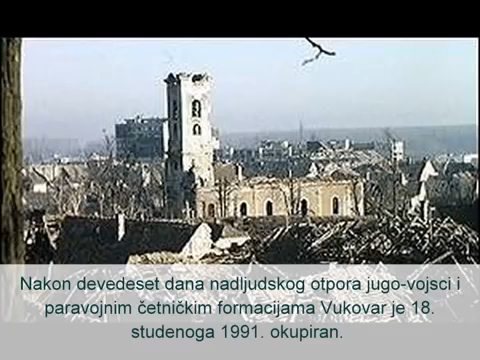 Nakon devedeset dana nadljudskog otpora jugo-vojsci i
paravojnim četničkim formacijama Vukovar je 18.
studenoga 1991. okupiran.